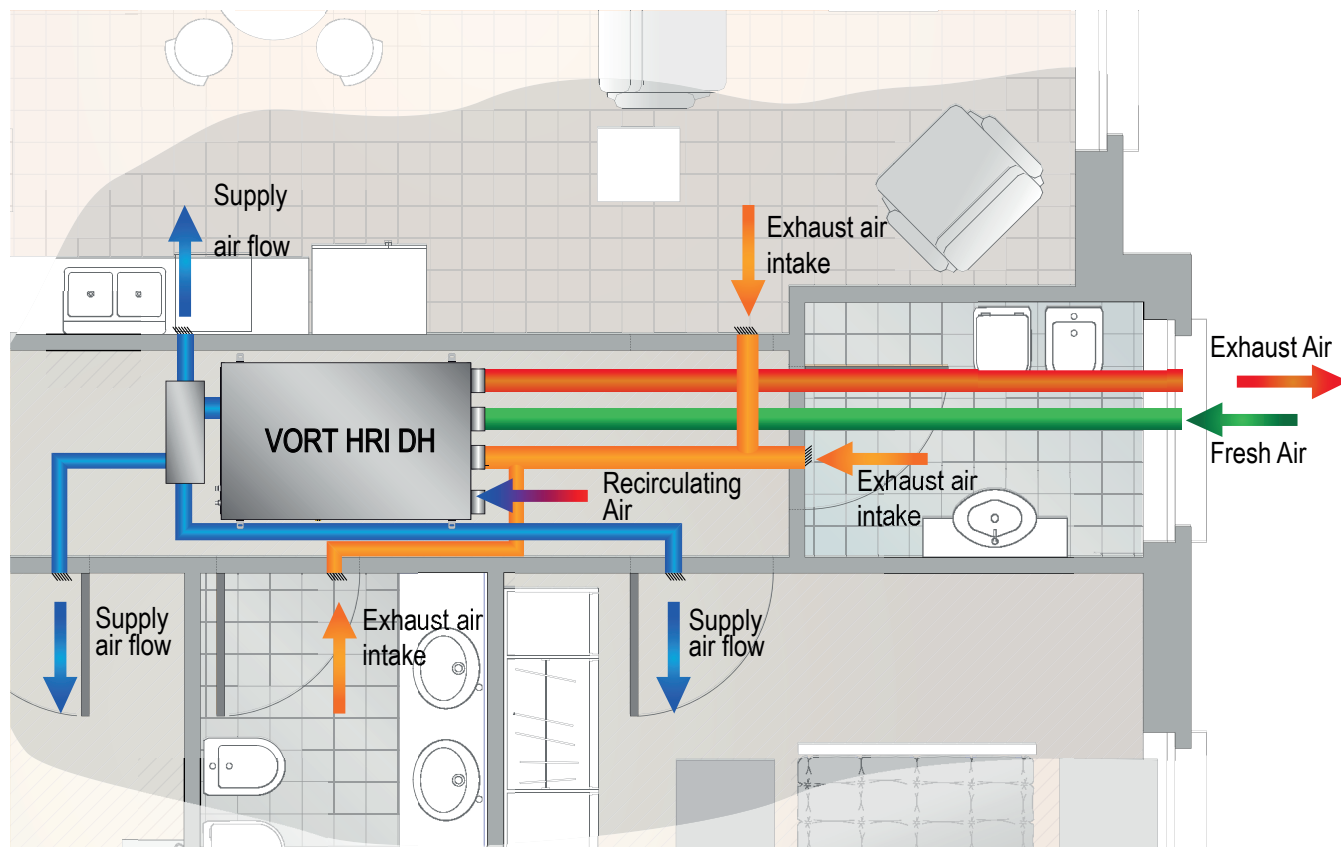 Supply
air flow
Exhaust air
intake
Exhaust Air
Fresh Air
VORT HRI DH
Recirculating
Air
Exhaust air
intake
Supply
air flow
Exhaust air
intake
Supply
air flow